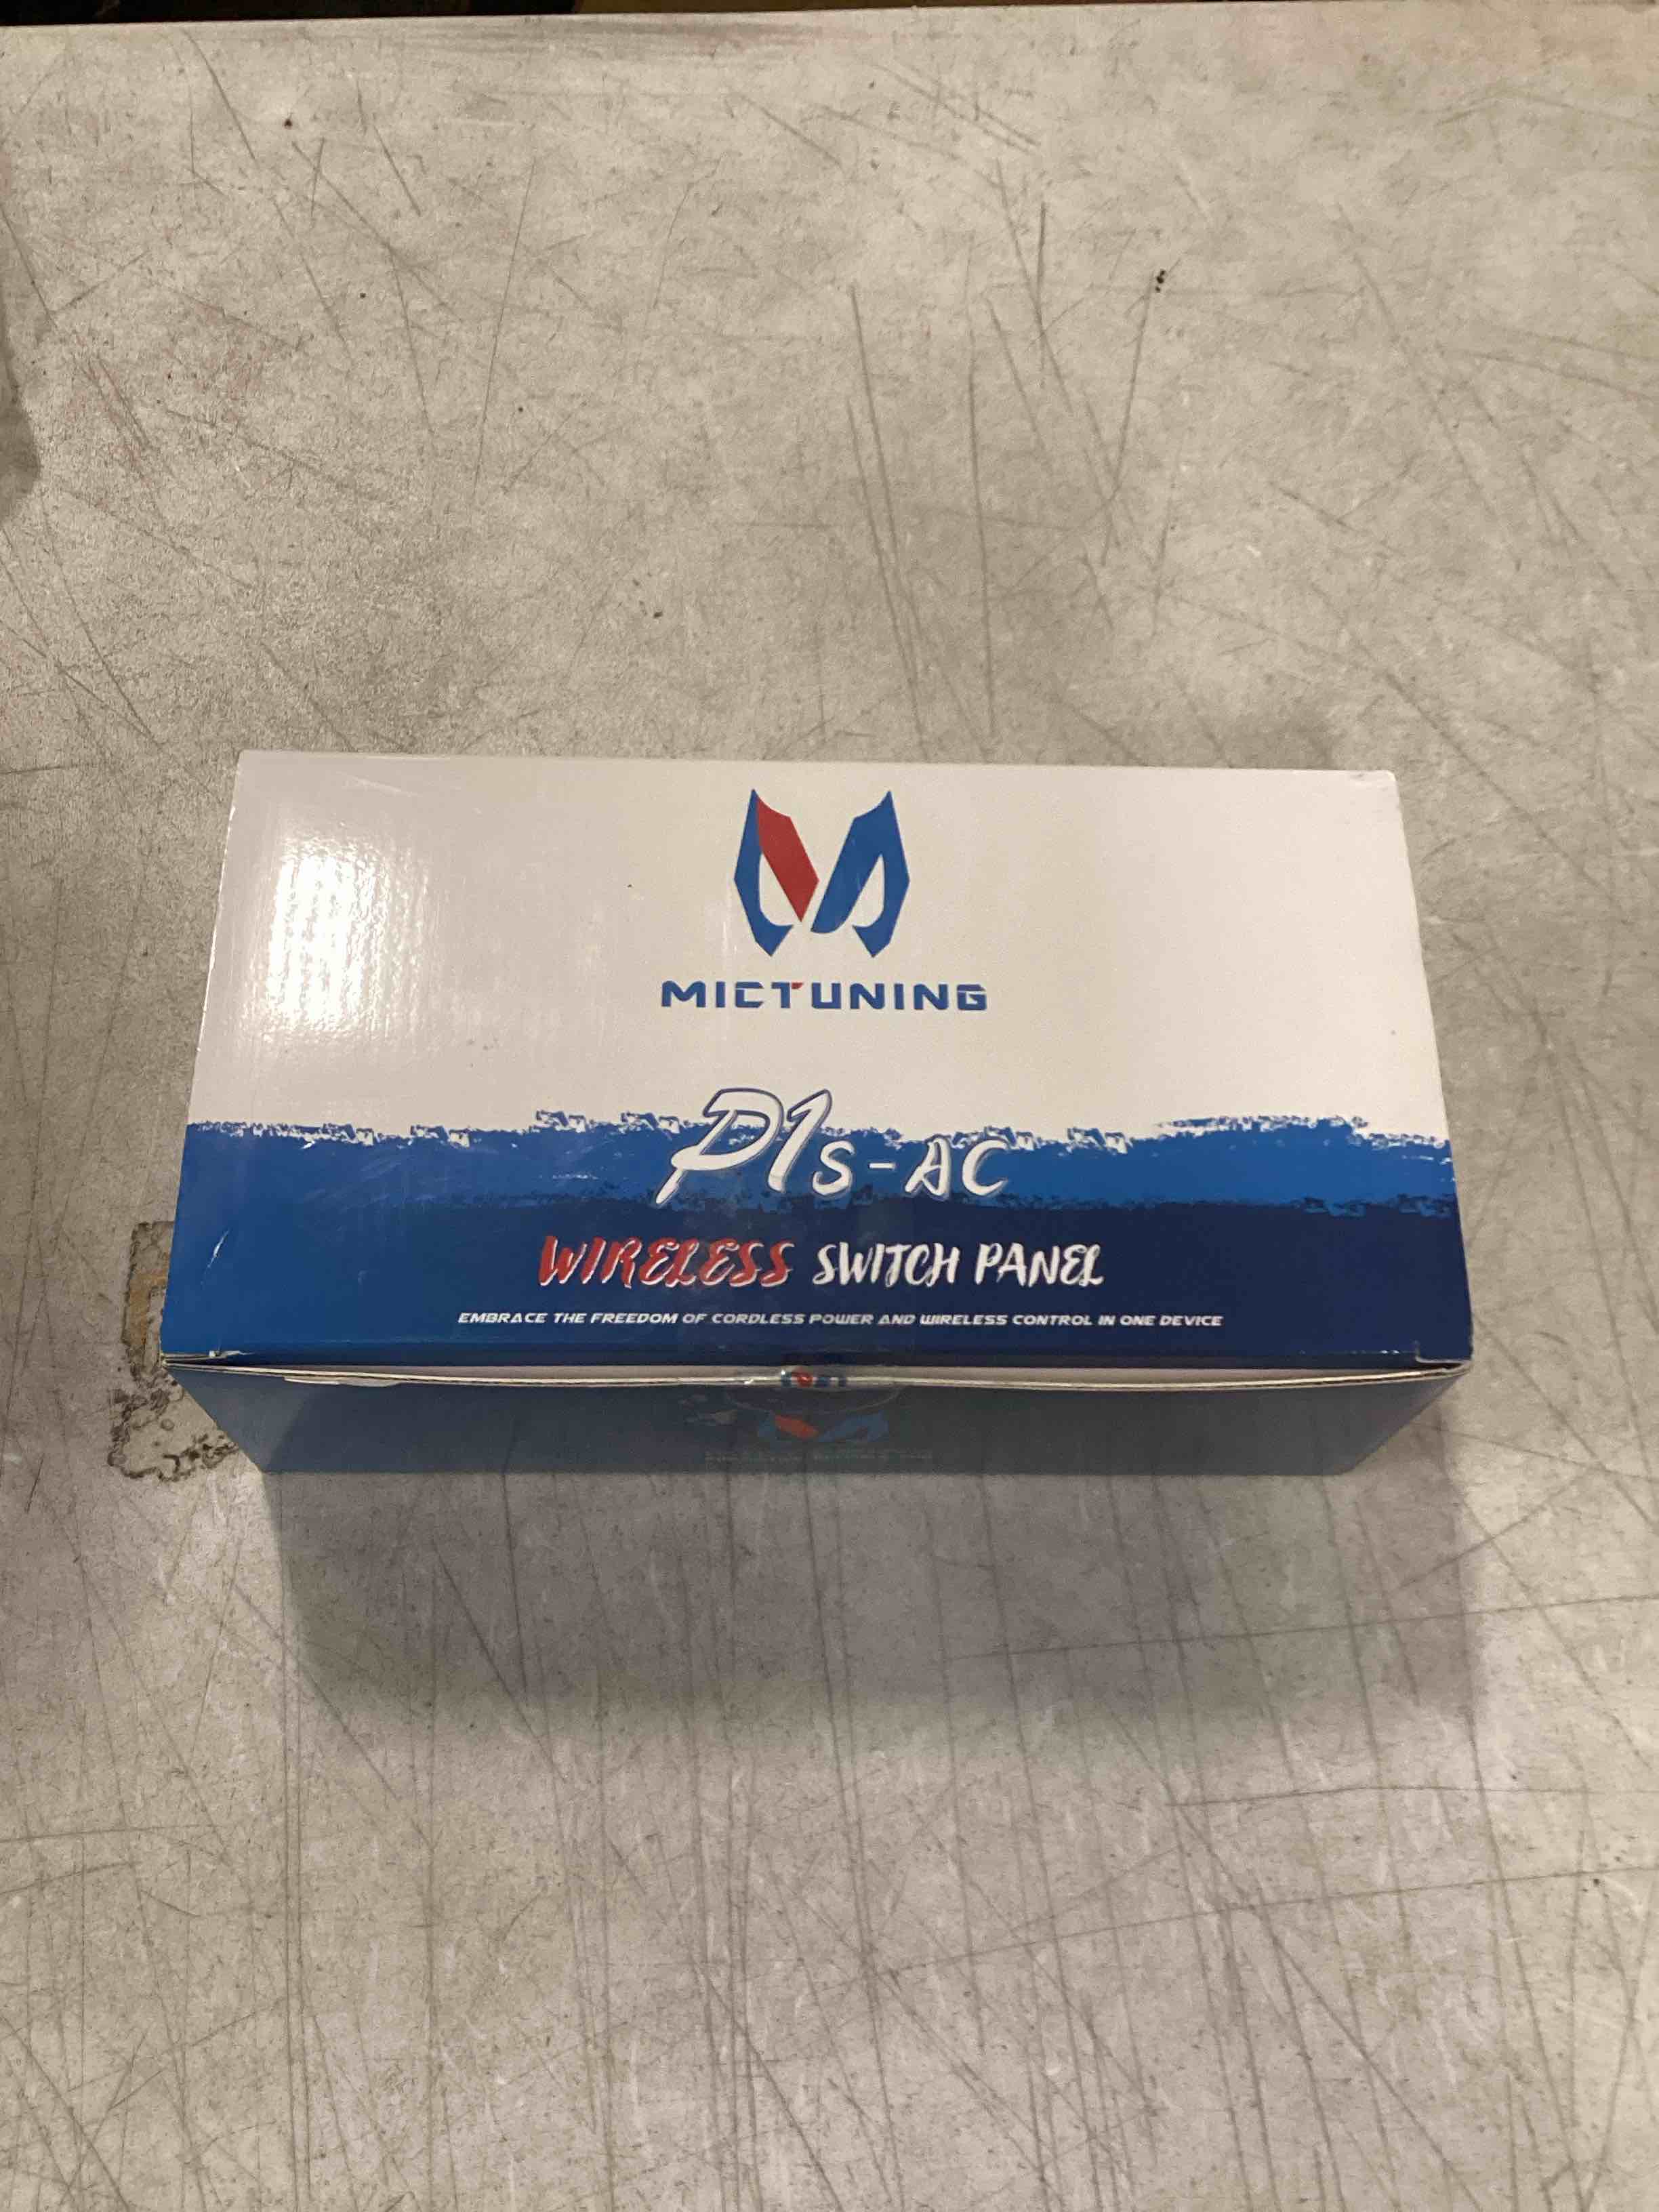 MICTUNING
P1s-AC
WIRELESS SWITCH PANEL
EMBRACE THE FREEDOM OF CORDLESS POWER AND WIRELESS CONTROL IN ONE DEVICE